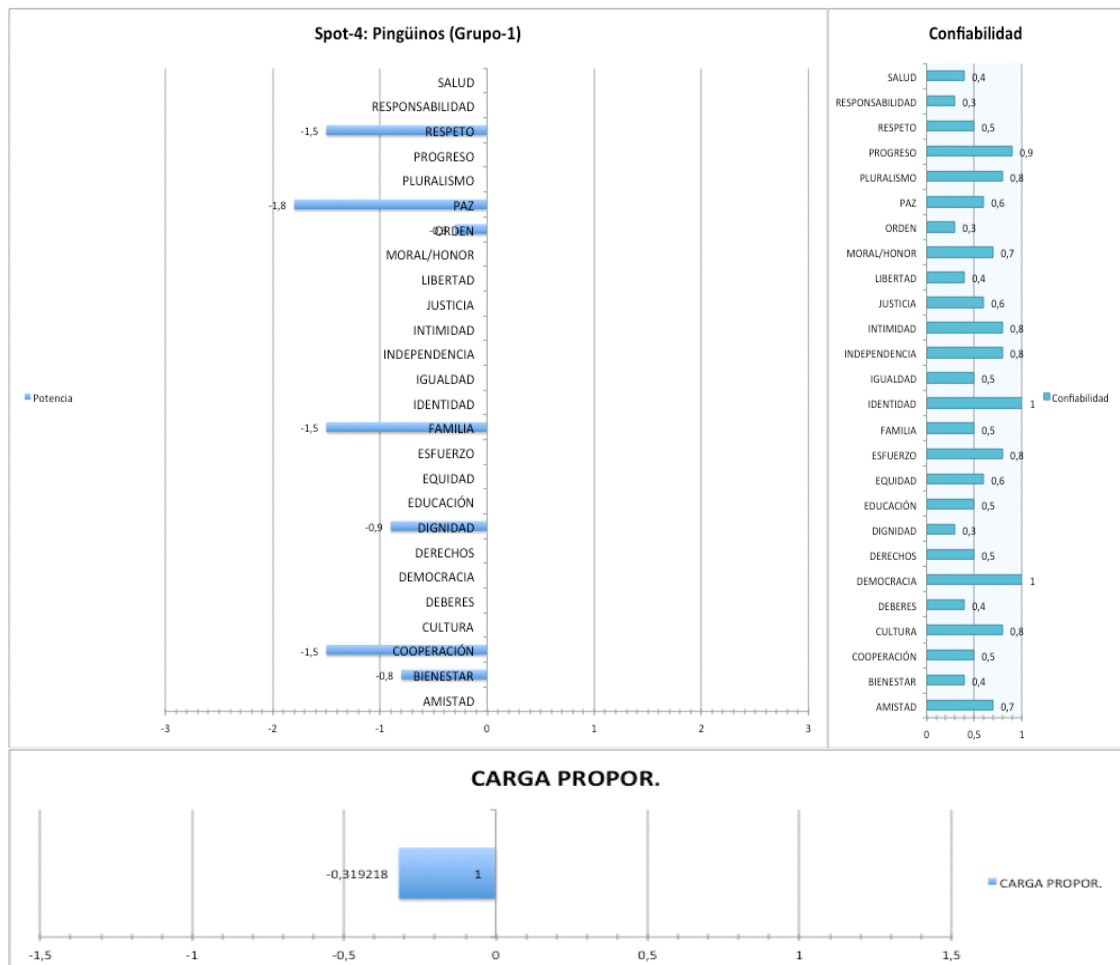 Spot-4: Pingüinos (Grupo-1)
SALUD
RESPONSABILIDAD
-1,5 RESPETO
PROGRESO
PLURALISMO
-1,8 PAZ
ORDEN
MORAL/HONOR
LIBERTAD
JUSTICIA
INTIMIDAD
INDEPENDENCIA
IGUALDAD
Potencia
IDENTIDAD
-1,5 FAMILIA
ESFUERZO
EQUIDAD
EDUCACIÓN
-0,9 DIGNIDAD
DERECHOS
DEMOCRACIA
DEBERES
CULTURA
-1,5 COOPERACIÓN
-0,8 BIENESTAR
AMISTAD
-3 -2 -1 0 1 2 3
Confiabilidad
SALUD 0,4
RESPONSABILIDAD 0,3
RESPETO 0,5
PROGRESO 0,9
PLURALISMO 0,8
PAZ 0,6
ORDEN 0,3
MORAL/HONOR 0,7
LIBERTAD 0,4
JUSTICIA 0,6
INTIMIDAD 0,8
INDEPENDENCIA 0,8
IGUALDAD 0,5
IDENTIDAD 1
Confiabilidad
FAMILIA 0,5
ESFUERZO 0,8
EQUIDAD 0,6
EDUCACIÓN 0,5
DIGNIDAD 0,3
DERECHOS 0,5
DEMOCRACIA 1
DEBERES 0,4
CULTURA 0,8
COOPERACIÓN 0,5
BIENESTAR 0,4
AMISTAD 0,7
0 0,5 1
CARGA PROPOR.
-0,319218 1
CARGA PROPOR.
-1,5 -1 -0,5 0 0,5 1 1,5